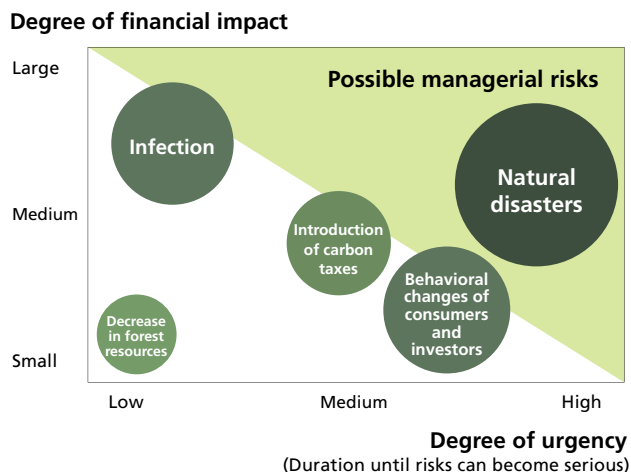 Degree of financial impact
Large
Possible managerial risks
Infection
Natural
disasters
Medium
Introduction
of carbon
taxes
Behavioral
changes of
consumers
and
investors
Decrease
in forest
resources
Small
Low
Medium
High
Degree of urgency
(Duration until risks can become serious)